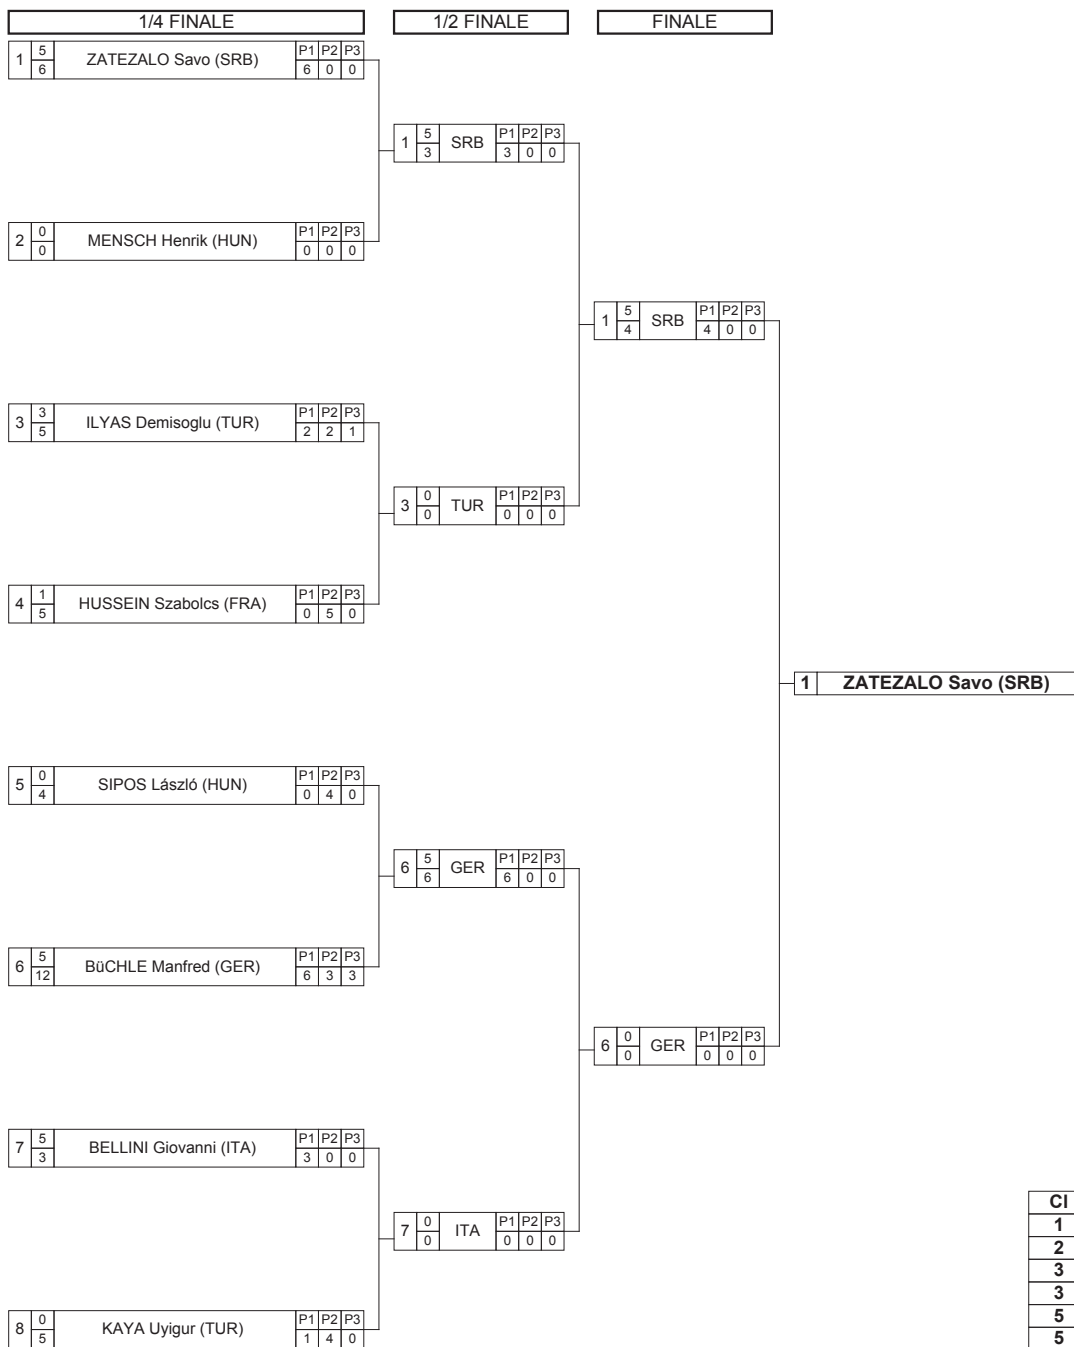 1/4 FINALE 1/2 FINALE FINALE
1 5 6 ZATEZALO Savo (SRB) P1 P2 P3 6 0 0
1 5 3 SRB P1 P2 P3 3 0 0
2 0 0 MENSCH Henrik (HUN) P1 P2 P3 0 0 0
1 5 4 SRB P1 P2 P3 4 0 0
3 3 5 ILYAS Demisoglu (TUR) P1 P2 P3 2 2 1
3 0 0 TUR P1 P2 P3 0 0 0
4 1 5 HUSSEIN Szabolcs (FRA) P1 P2 P3 0 5 0
1 ZATEZALO Savo (SRB)
5 0 4 SIPOS László (HUN) P1 P2 P3 0 4 0
6 5 6 GER P1 P2 P3 6 0 0
6 5 12 BüCHLE Manfred (GER) P1 P2 P3 6 3 3
6 0 0 GER P1 P2 P3 0 0 0
7 5 3 BELLINI Giovanni (ITA) P1 P2 P3 3 0 0
7 0 0 ITA P1 P2 P3 0 0 0
8 0 5 KAYA Uyigur (TUR) P1 P2 P3 1 4 0
Cl
1
2
3
3
5
5